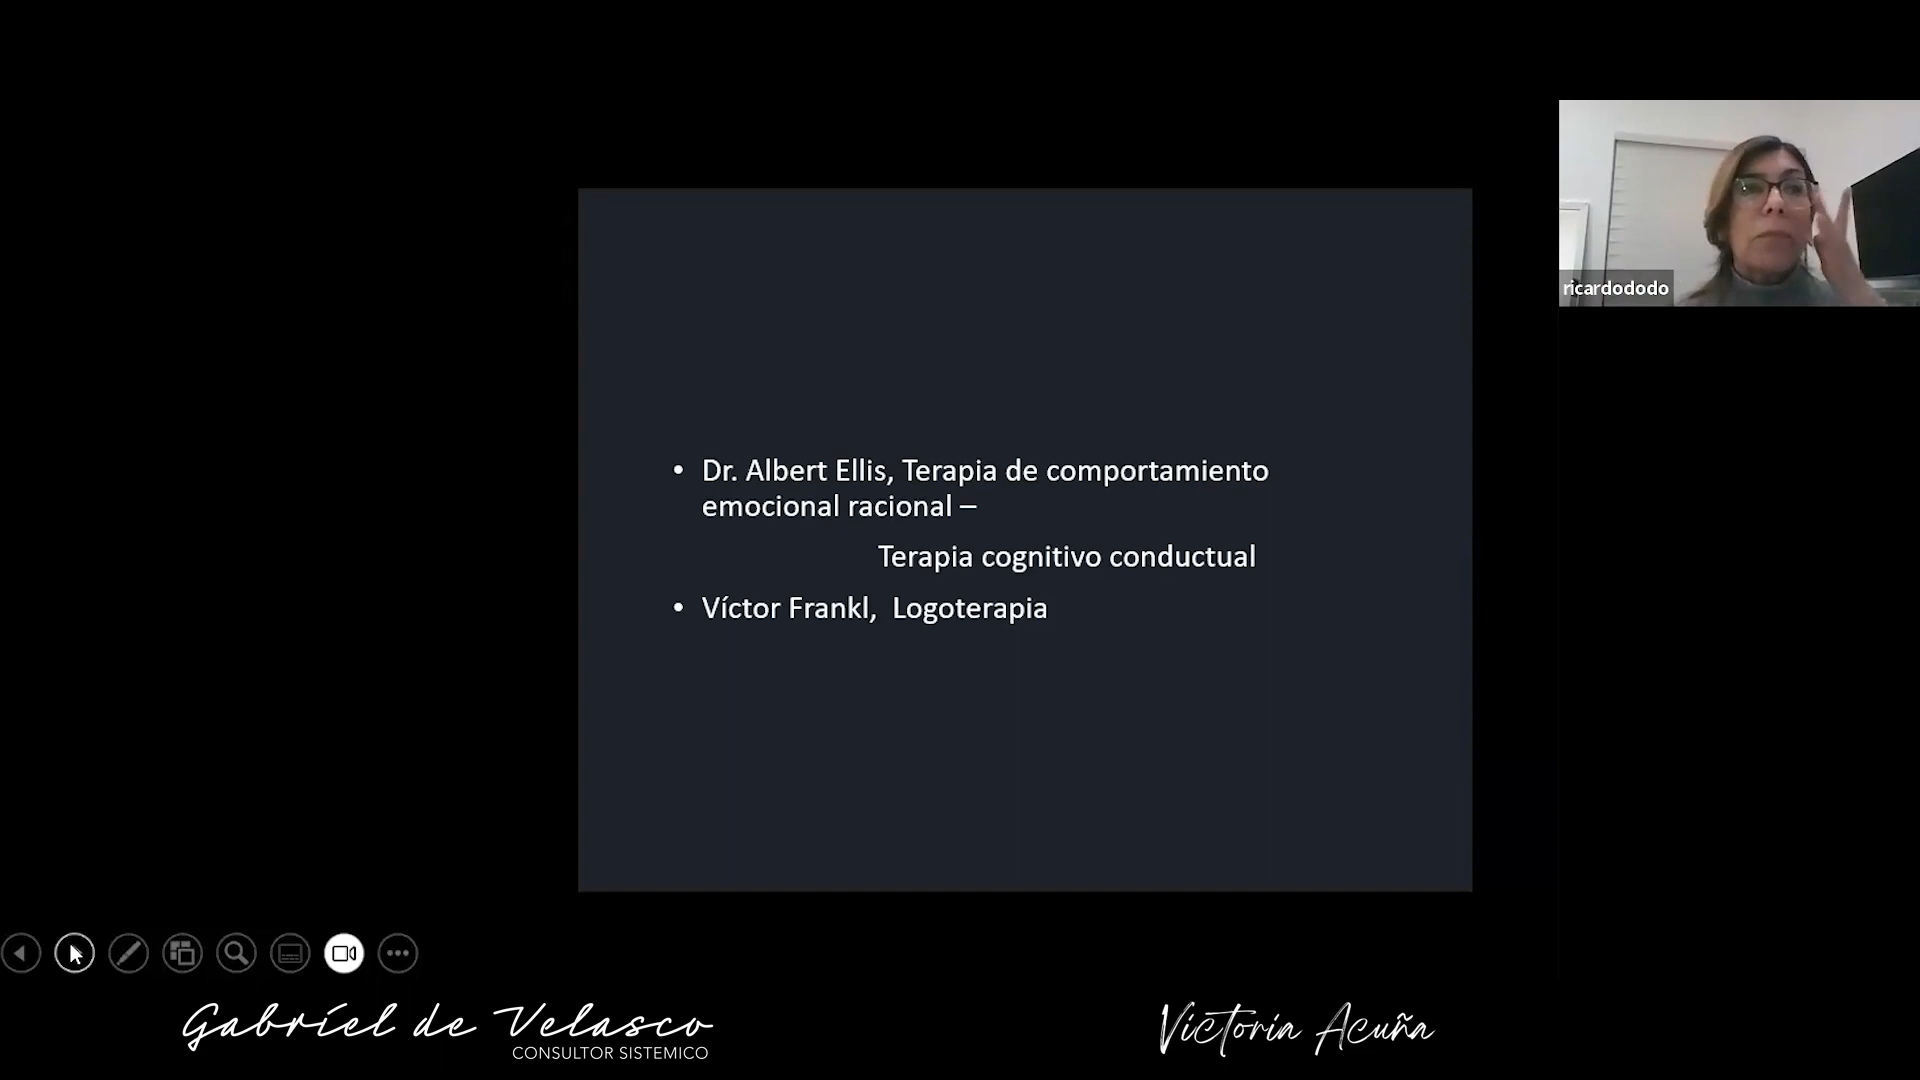 ricardododo
• Dr. Albert Ellis, Terapia de comportamiento
emocional racional –
Terapia cognitivo conductual
• Víctor Frankl,  Logoterapia
Gabriel de Velasco
CONSULTOR SISTEMICO
Victoria Acuña